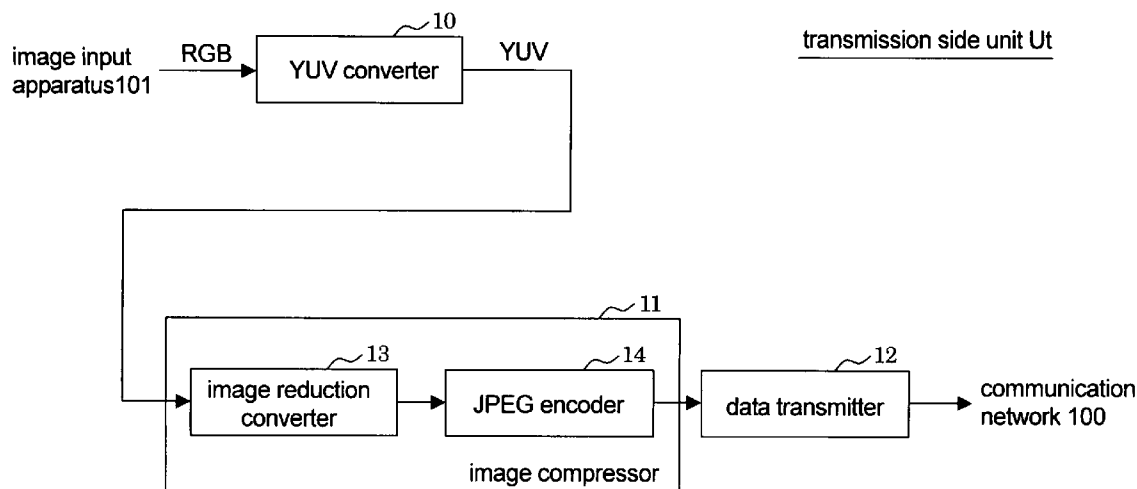 10
image input
apparatus101
RGB
YUV converter
YUV
transmission side unit Ut
11
13
14
12
image reduction
converter
JPEG encoder
data transmitter
communication
network 100
image compressor